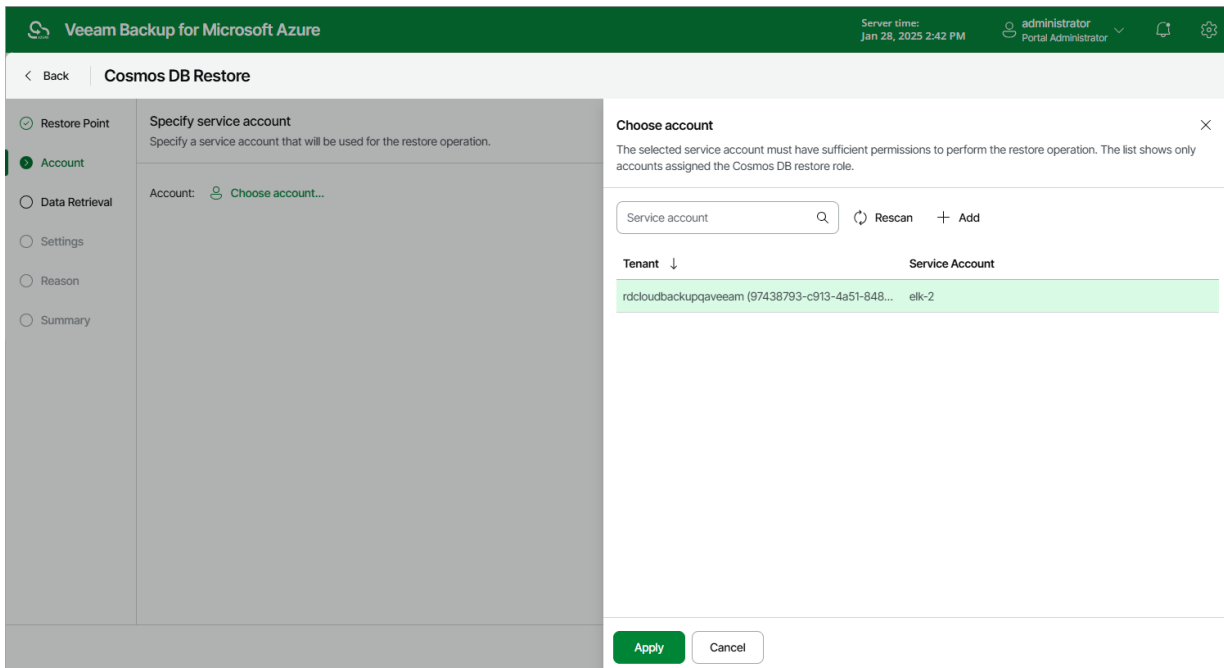 Veeam Backup for Microsoft Azure
Server time:
Jan 28, 2025 2:42 PM
administrator
Portal Administrator
Back
Cosmos DB Restore
Restore Point
Account
Data Retrieval
Settings
Reason
Summary
Specify service account
Specify a service account that will be used for the restore operation.
Account: Choose account...
Choose account
The selected service account must have sufficient permissions to perform the restore operation. The list shows only
accounts assigned the Cosmos DB restore role.
Service account
Rescan
Add
Tenant Service Account
rdcloudbackupqaveeam (97438793-c913-4a51-848... elk-2
Apply
Cancel